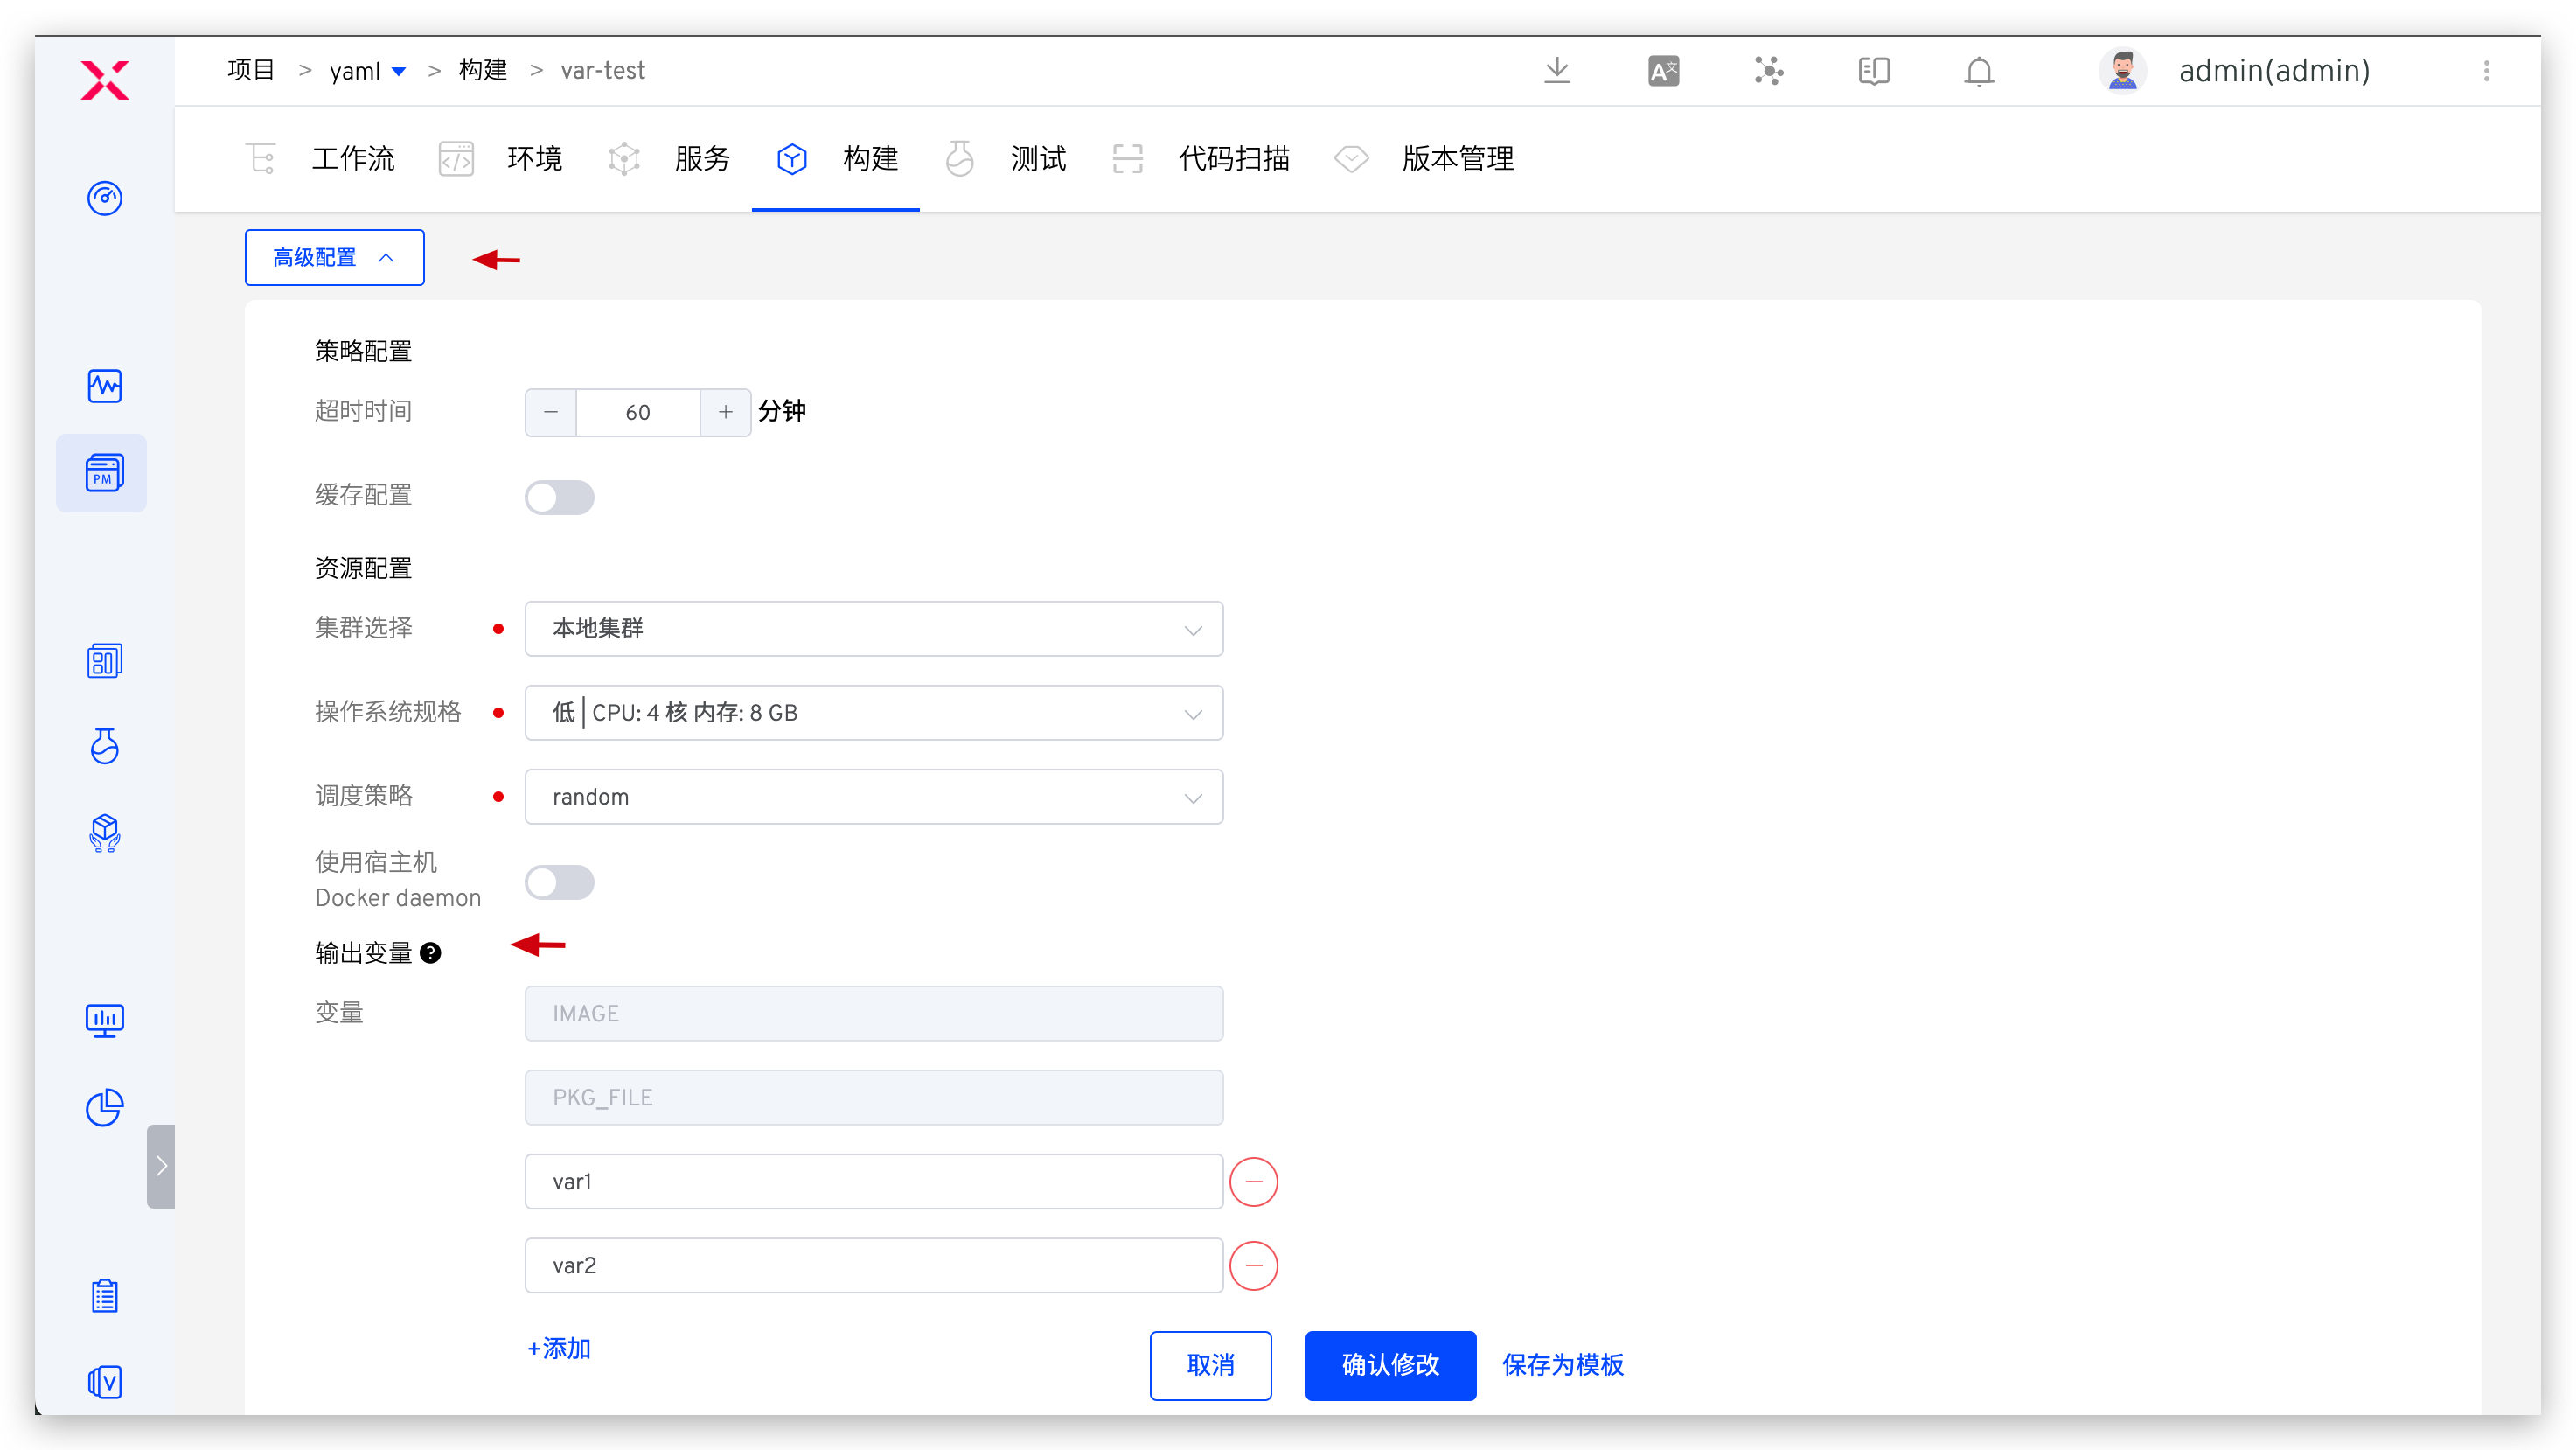 项目 > yaml > 构建 > var-test
A文
admin(admin)
工作流 环境 服务 构建 测试 代码扫描 版本管理
高级配置
策略配置
超时时间 − 60 + 分钟
缓存配置
PM
资源配置
集群选择 本地集群
操作系统规格 低 | CPU: 4 核 内存: 8 GB
调度策略 random
使用宿主机
Docker daemon
输出变量 ?
变量 IMAGE
PKG_FILE
var1
var2
+添加
取消 确认修改 保存为模板
V